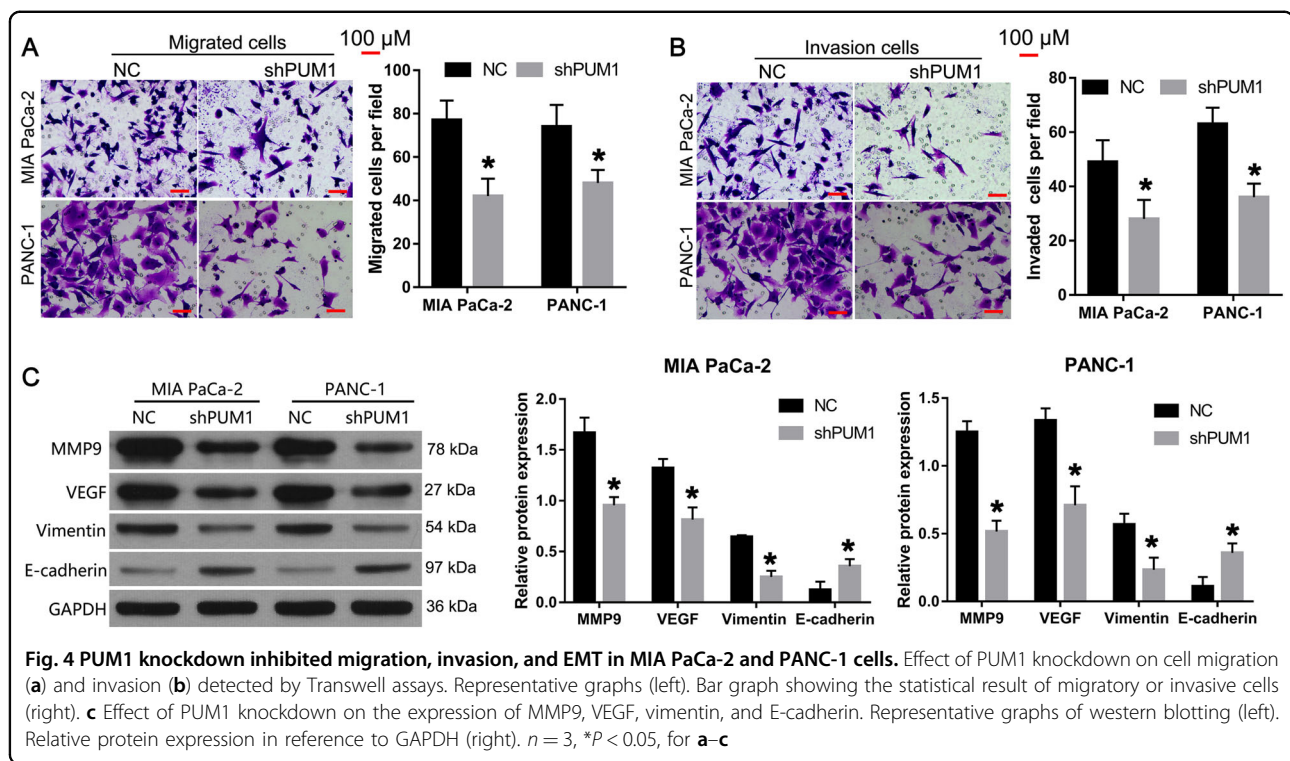 A
Migrated cells
100 µM
NC
shPUM1
MIA PaCa-2
PANC-1
Migrated cells per field
100
80
60
40
20
0
NC
shPUM1
*
*
MIA PaCa-2
PANC-1
B
Invasion cells
100 µM
NC
shPUM1
MIA PaCa-2
PANC-1
Invaded cells per field
80
60
40
20
0
NC
shPUM1
*
*
MIA PaCa-2
PANC-1
C
MIA PaCa-2
PANC-1
NC
shPUM1
NC
shPUM1
MMP9
78 kDa
VEGF
27 kDa
Vimentin
54 kDa
E-cadherin
97 kDa
GAPDH
36 kDa
MIA PaCa-2
Relative protein expression
2.0
1.5
1.0
0.5
0.0
NC
shPUM1
*
*
*
*
MMP9
VEGF
Vimentin
E-cadherin
PANC-1
Relative protein expression
1.5
1.0
0.5
0.0
NC
shPUM1
*
*
*
*
MMP9
VEGF
Vimentin
E-cadherin
Fig. 4 PUM1 knockdown inhibited migration, invasion, and EMT in MIA PaCa-2 and PANC-1 cells. Effect of PUM1 knockdown on cell migration
(a) and invasion (b) detected by Transwell assays. Representative graphs (left). Bar graph showing the statistical result of migratory or invasive cells
(right). c Effect of PUM1 knockdown on the expression of MMP9, VEGF, vimentin, and E-cadherin. Representative graphs of western blotting (left).
Relative protein expression in reference to GAPDH (right). n = 3, *P < 0.05, for a–c